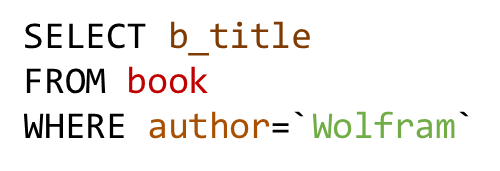 SELECT b_title
FROM book
WHERE author=`Wolfram`